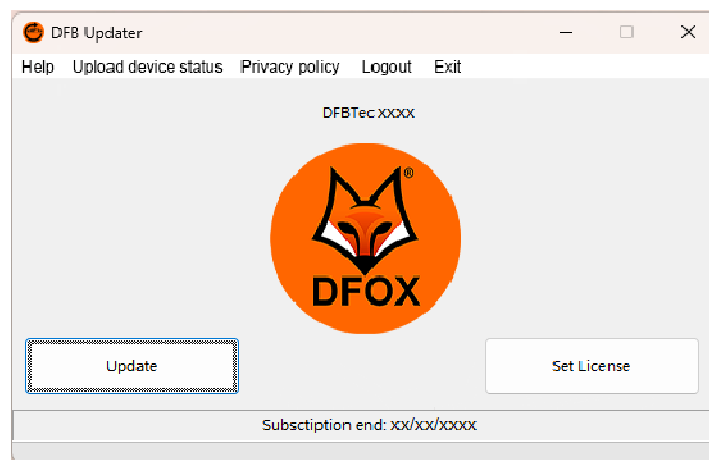 DFB Updater
Help Upload device status Privacy policy Logout Exit
DFBTec xxxx
®
DFOX
Update Set License
Subsctiption end: xx/xx/xxxx